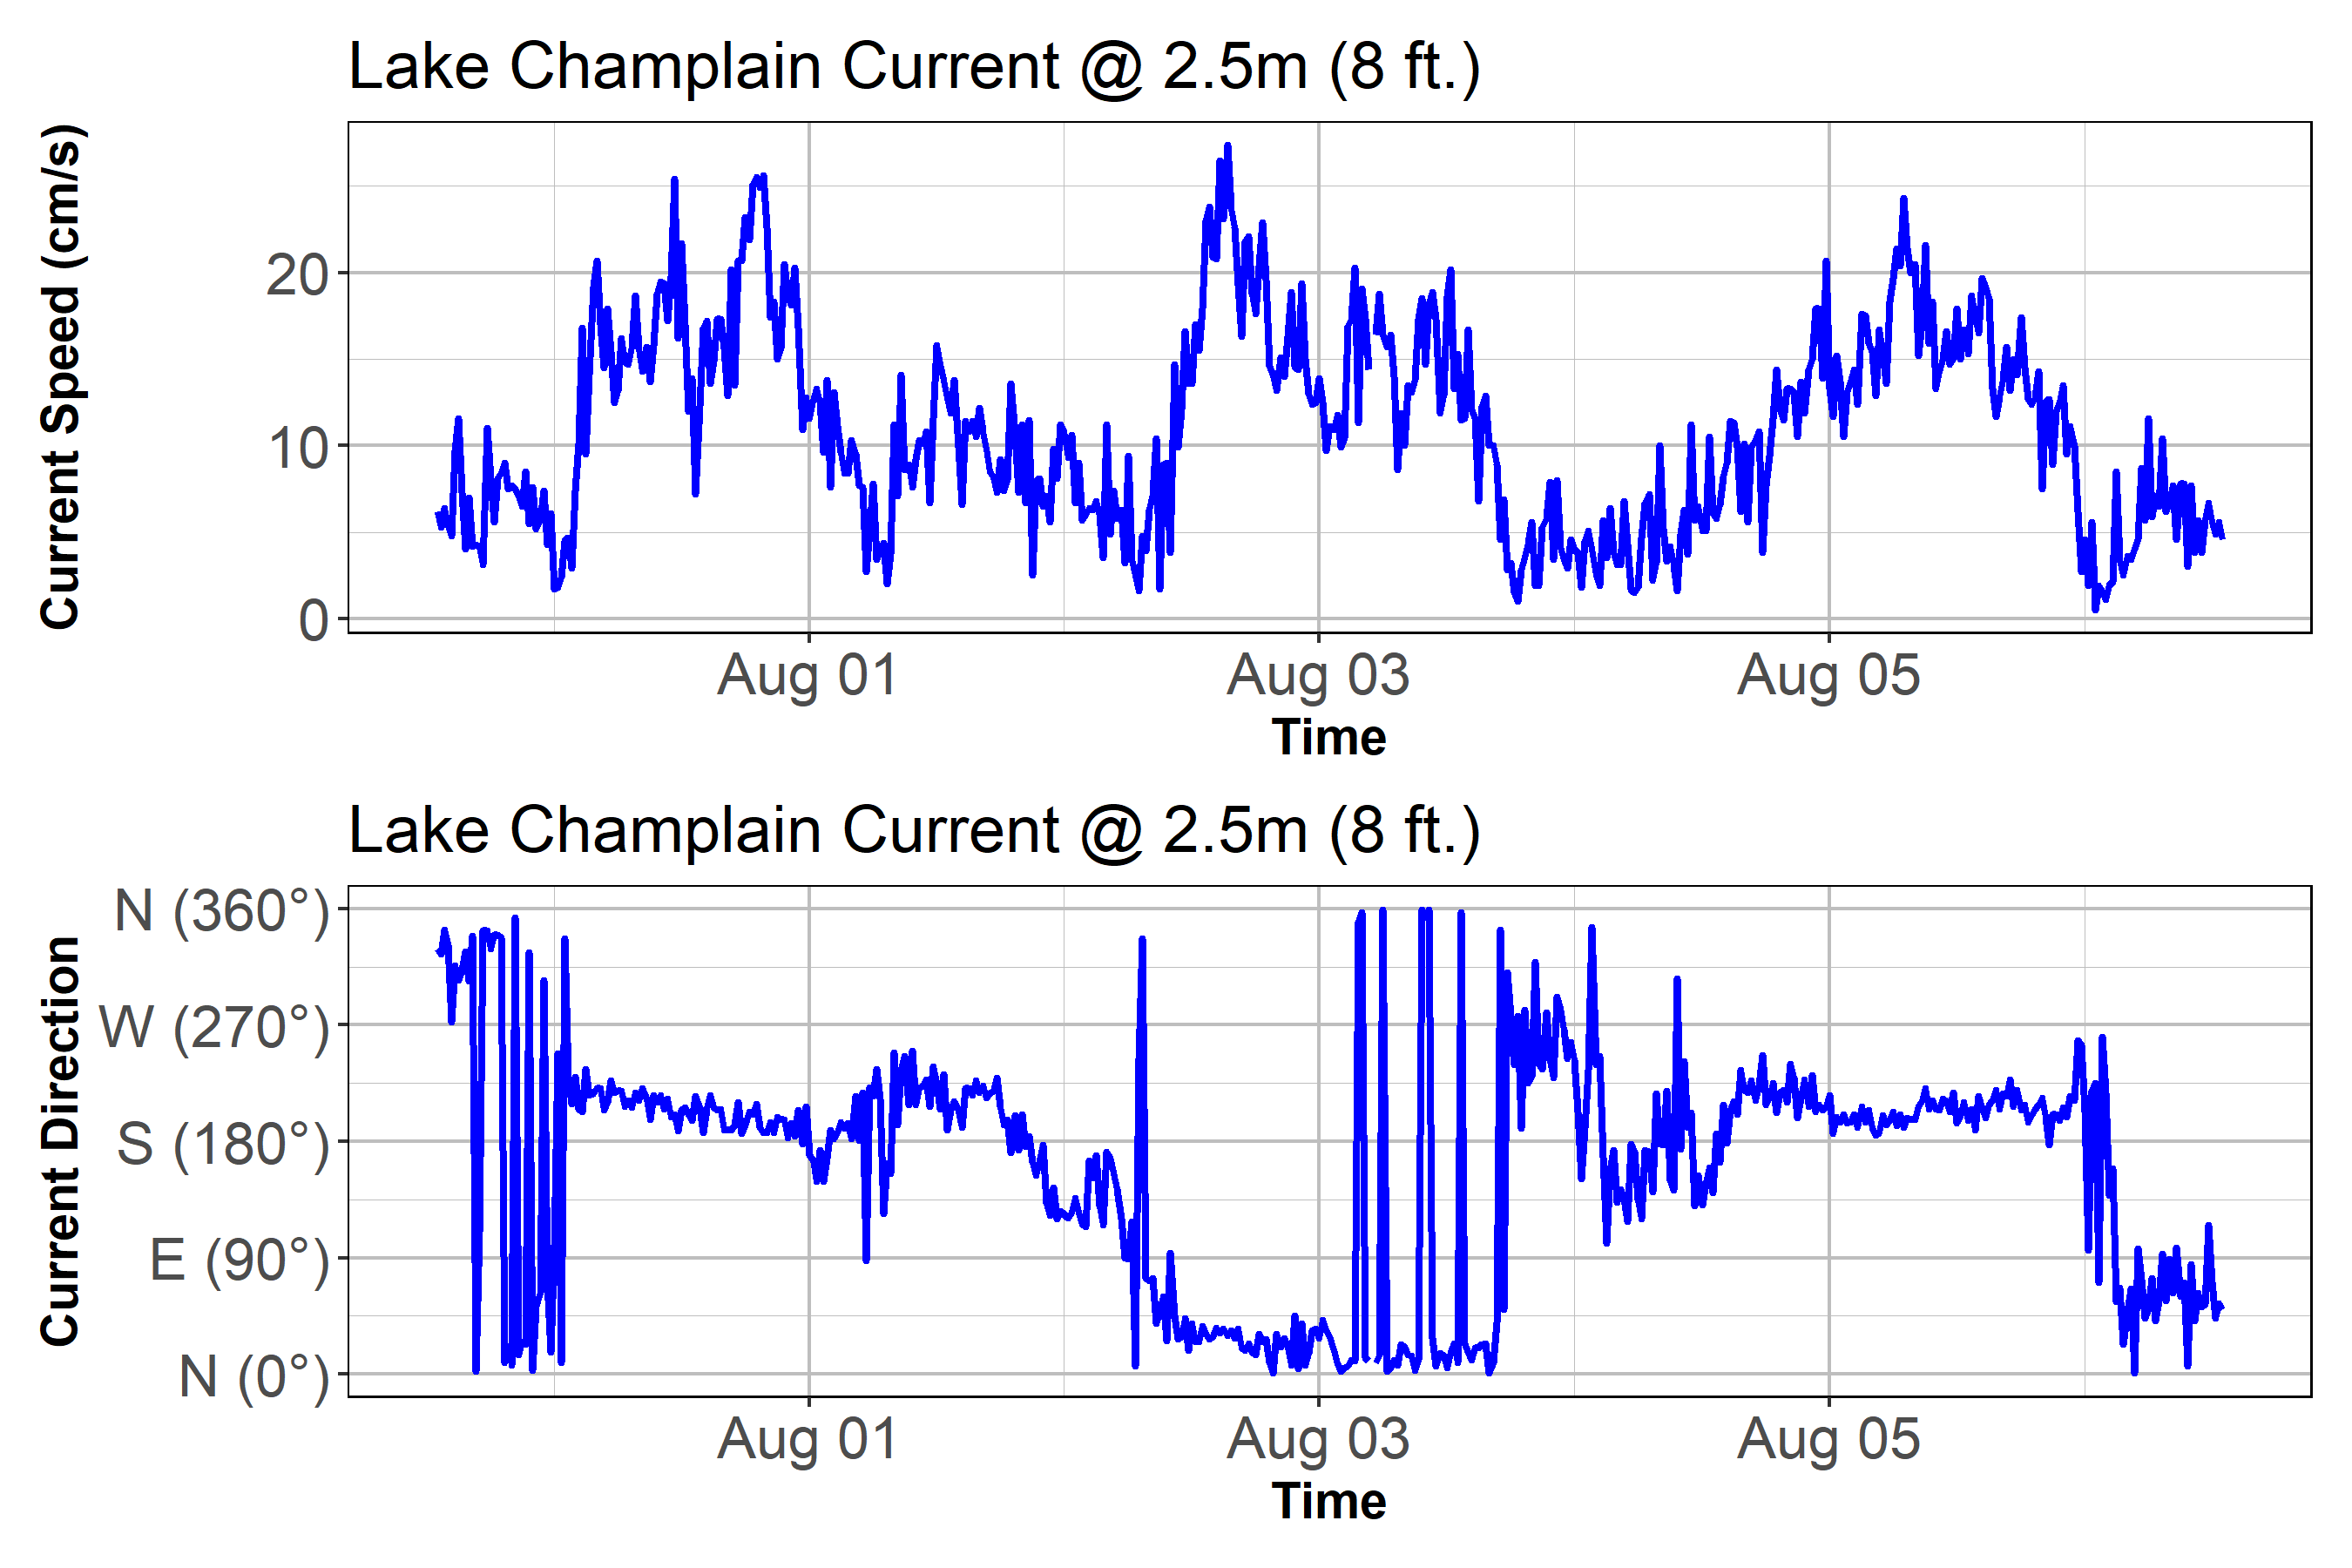 Lake Champlain Current @ 2.5m (8 ft.)
Current Speed (cm/s)
20
10
0
Aug 01 Aug 03 Aug 05
Time
Lake Champlain Current @ 2.5m (8 ft.)
Current Direction
N (360°)
W (270°)
S (180°)
E (90°)
N (0°)
Aug 01 Aug 03 Aug 05
Time